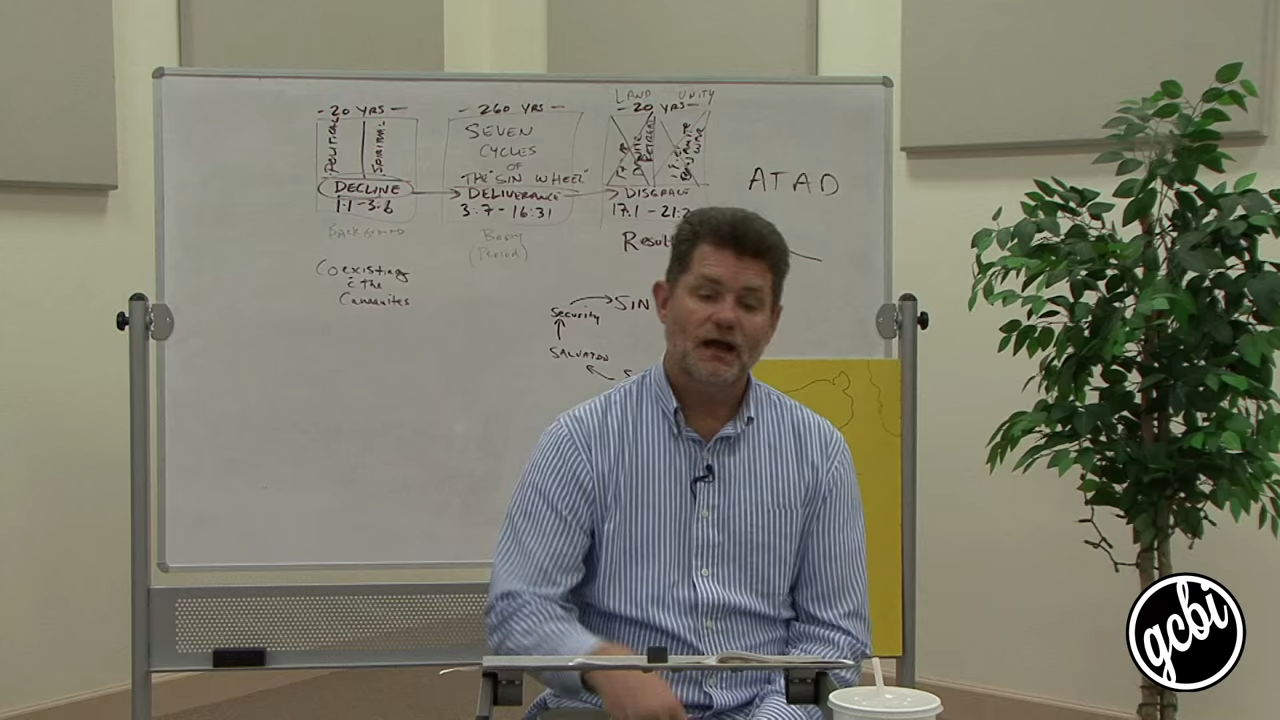 LAND UNITY
- 20 YRS - - 260 YRS - - 20 YRS -
SEVEN
CYCLES
OF
THE "SIN WHEEL"
DECLINE DELIVERANCE DISGRACE
1:1-3:6 3:7-16:31 17:1-21:2
Background Body Resul
(Period)
ATAD
Coexisting
c̄ the
Canaanites
SIN
Security
SALVATION
S
gcbi